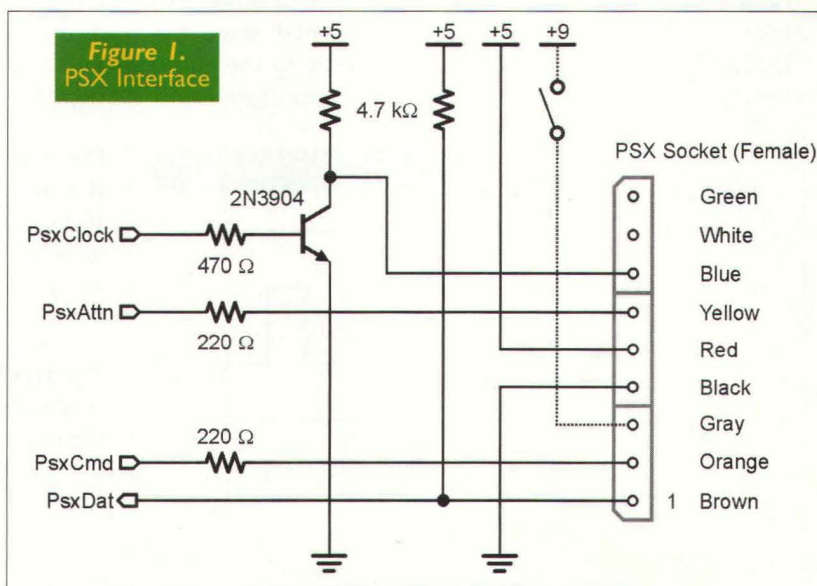 Figure 1.
PSX Interface
+5
+5
+5
+9
4.7 kΩ
PSX Socket (Female)
2N3904
Green
White
PsxClock
470 Ω
Blue
PsxAttn
220 Ω
Yellow
Red
Black
Gray
220 Ω
PsxCmd
Orange
PsxDat
1 Brown